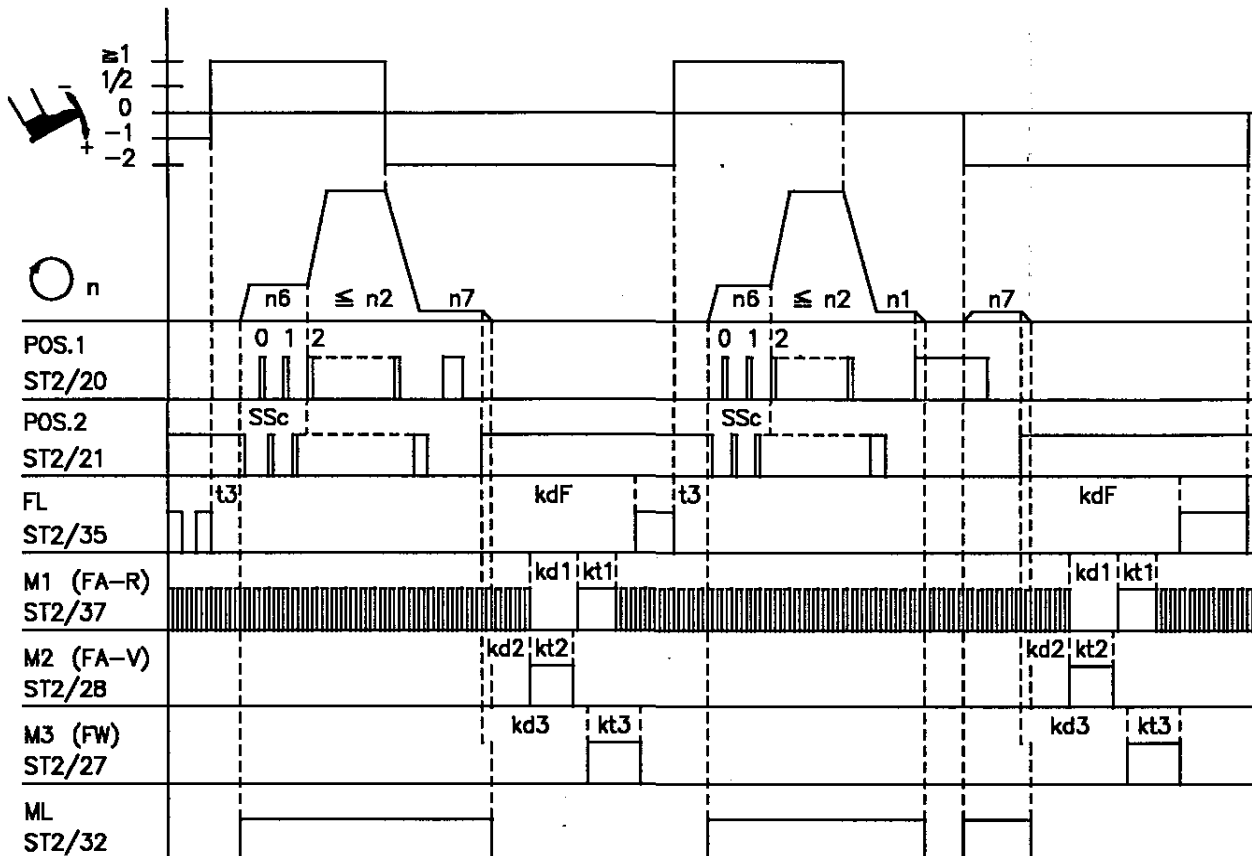 ≧1
1/2
0
-1
-2
- +
n
n6 ≦ n2 n7 n6 ≦ n2 n1 n7
POS.1 0 1 2 0 1 2
ST2/20
POS.2 SSc SSc
ST2/21
FL t3 kdF t3 kdF
ST2/35
M1 (FA-R) kd1 kt1 kd1 kt1
ST2/37
M2 (FA-V) kd2 kt2 kd2 kt2
ST2/28
M3 (FW) kd3 kt3 kd3 kt3
ST2/27
ML
ST2/32